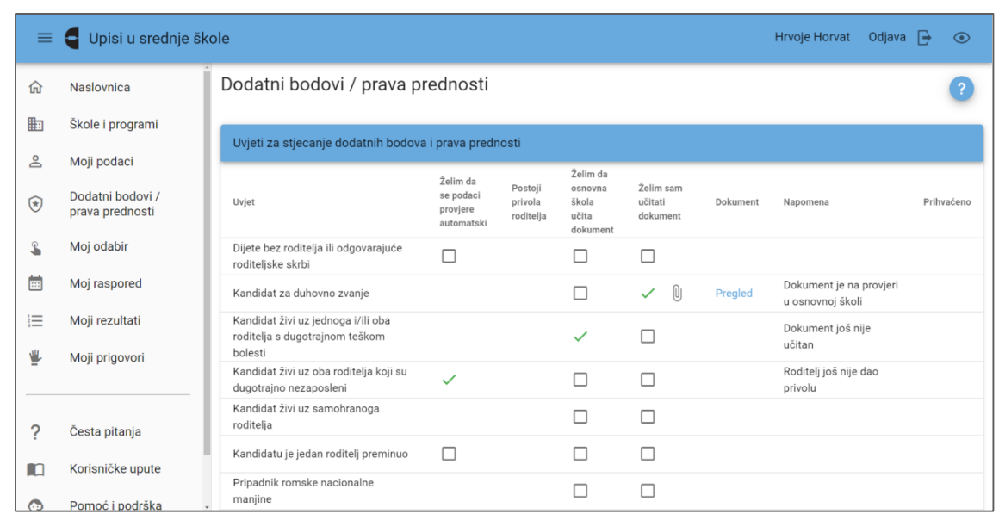 Upisi u srednje škole
Hrvoje Horvat
Odjava
Naslovnica
Škole i programi
Moji podaci
Dodatni bodovi /
prava prednosti
Moj odabir
Moj raspored
Moji rezultati
Moji prigovori
?
Česta pitanja
Korisničke upute
Pomoć i podrška
Dodatni bodovi / prava prednosti
?
Uvjeti za stjecanje dodatnih bodova i prava prednosti
Uvjet
Želim da
se podaci
provjere
automatski
Postoji
privola
roditelja
Želim da
osnovna
škola
učita
dokument
Želim sam
učitati
dokument
Dokument
Napomena
Prihvaćeno
Dijete bez roditelja ili odgovarajuće
roditeljske skrbi
Kandidat za duhovno zvanje
Pregled
Dokument je na provjeri
u osnovnoj školi
Kandidat živi uz jednoga i/ili oba
roditelja s dugotrajnom teškom
bolesti
Dokument još nije
učitan
Kandidat živi uz oba roditelja koji su
dugotrajno nezaposleni
Roditelj još nije dao
privolu
Kandidat živi uz samohranoga
roditelja
Kandidatu je jedan roditelj preminuo
Pripadnik romske nacionalne
manjine